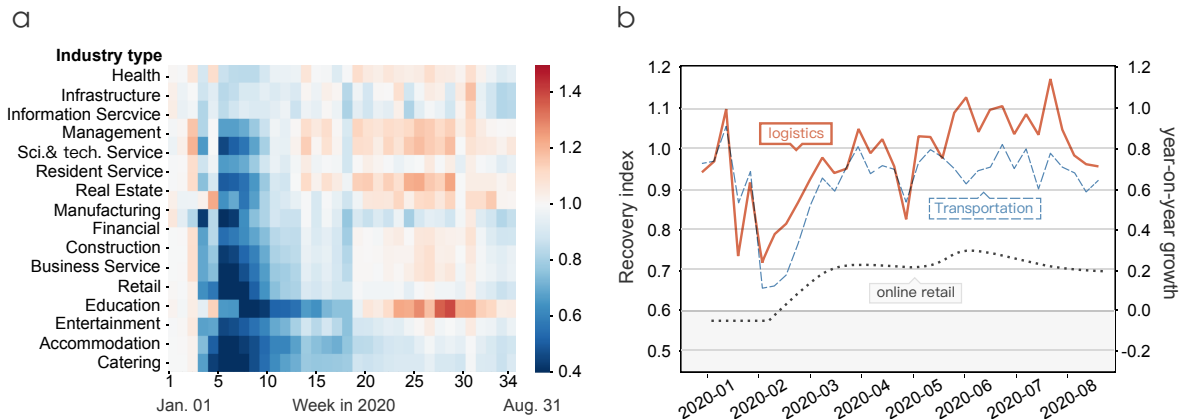 a
Industry type
Health
Infrastructure
Information Sercvice
Management
Sci.& tech. Service
Resident Service
Real Estate
Manufacturing
Financial
Construction
Business Service
Retail
Education
Entertainment
Accommodation
Catering
1 5 10 15 20 25 30 34
Jan. 01 Week in 2020 Aug. 31
1.4
1.2
1.0
0.8
0.6
0.4
b
Recovery index
1.2
1.1
1.0
0.9
0.8
0.7
0.6
0.5
logistics
Transportation
online retail
1.2
1.0
0.8
0.6
0.4
0.2
0.0
-0.2
year-on-year growth
2020-01 2020-02 2020-03 2020-04 2020-05 2020-06 2020-07 2020-08